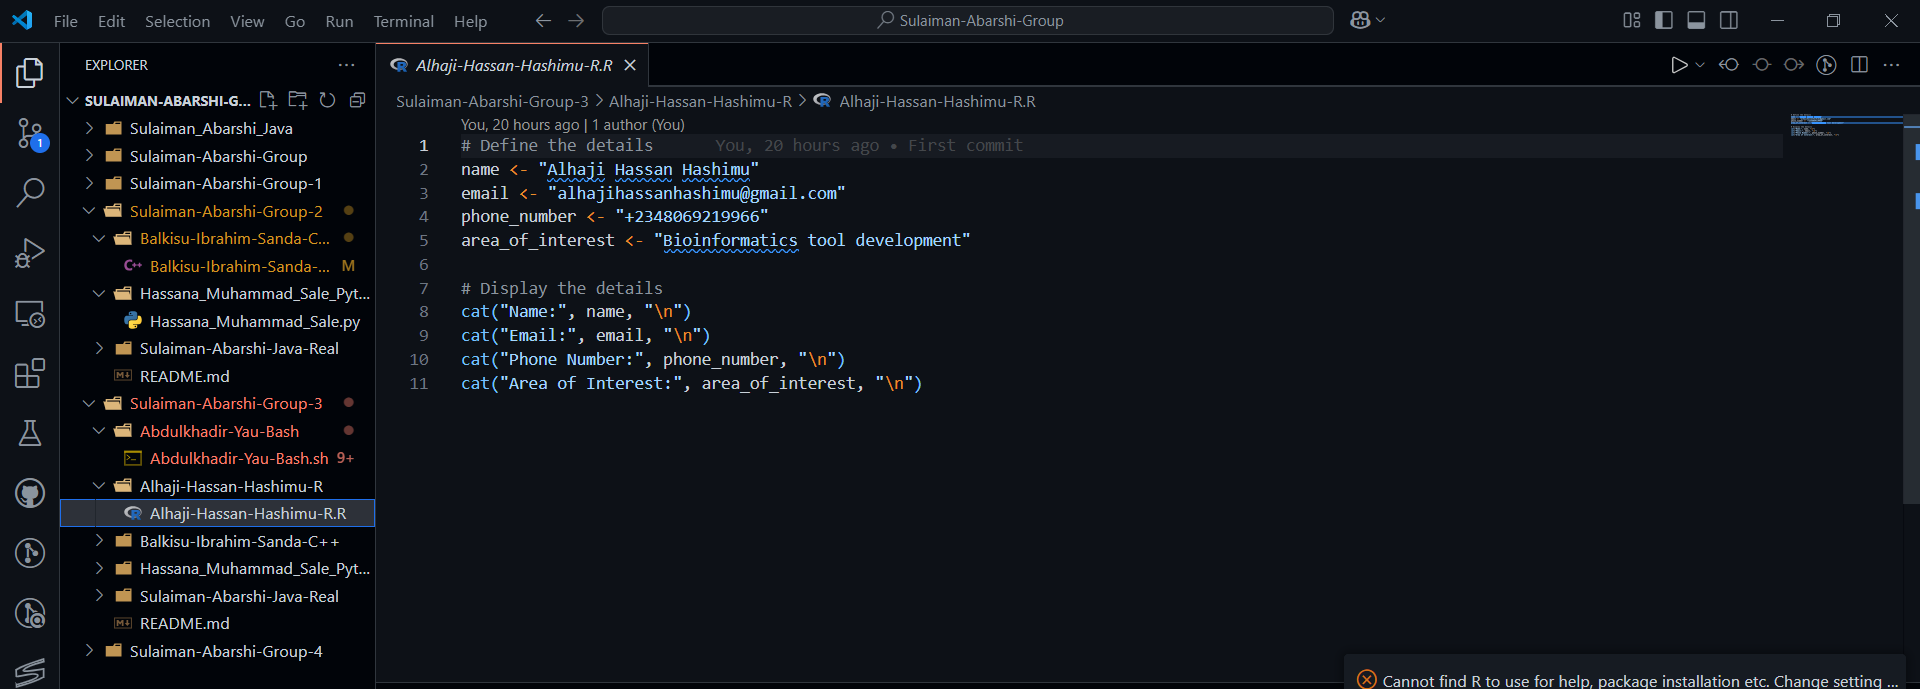 File Edit Selection View Go Run Terminal Help
Sulaiman-Abarshi-Group
EXPLORER
SULAIMAN-ABARSHI-G...
Sulaiman_Abarshi_Java
Sulaiman-Abarshi-Group
Sulaiman-Abarshi-Group-1
Sulaiman-Abarshi-Group-2
Balkisu-Ibrahim-Sanda-C...
Balkisu-Ibrahim-Sanda-... M
Hassana_Muhammad_Sale_Pyt...
Hassana_Muhammad_Sale.py
Sulaiman-Abarshi-Java-Real
README.md
Sulaiman-Abarshi-Group-3
Abdulkhadir-Yau-Bash
Abdulkhadir-Yau-Bash.sh 9+
Alhaji-Hassan-Hashimu-R
Alhaji-Hassan-Hashimu-R.R
Balkisu-Ibrahim-Sanda-C++
Hassana_Muhammad_Sale_Pyt...
Sulaiman-Abarshi-Java-Real
README.md
Sulaiman-Abarshi-Group-4
1
Alhaji-Hassan-Hashimu-R.R
Sulaiman-Abarshi-Group-3 > Alhaji-Hassan-Hashimu-R > Alhaji-Hassan-Hashimu-R.R
You, 20 hours ago | 1 author (You)
1 # Define the details You, 20 hours ago • First commit
2 name <- "Alhaji Hassan Hashimu"
3 email <- "alhajihassanhashimu@gmail.com"
4 phone_number <- "+2348069219966"
5 area_of_interest <- "Bioinformatics tool development"
6
7 # Display the details
8 cat("Name:", name, "\n")
9 cat("Email:", email, "\n")
10 cat("Phone Number:", phone_number, "\n")
11 cat("Area of Interest:", area_of_interest, "\n")
Cannot find R to use for help, package installation etc. Change setting ...